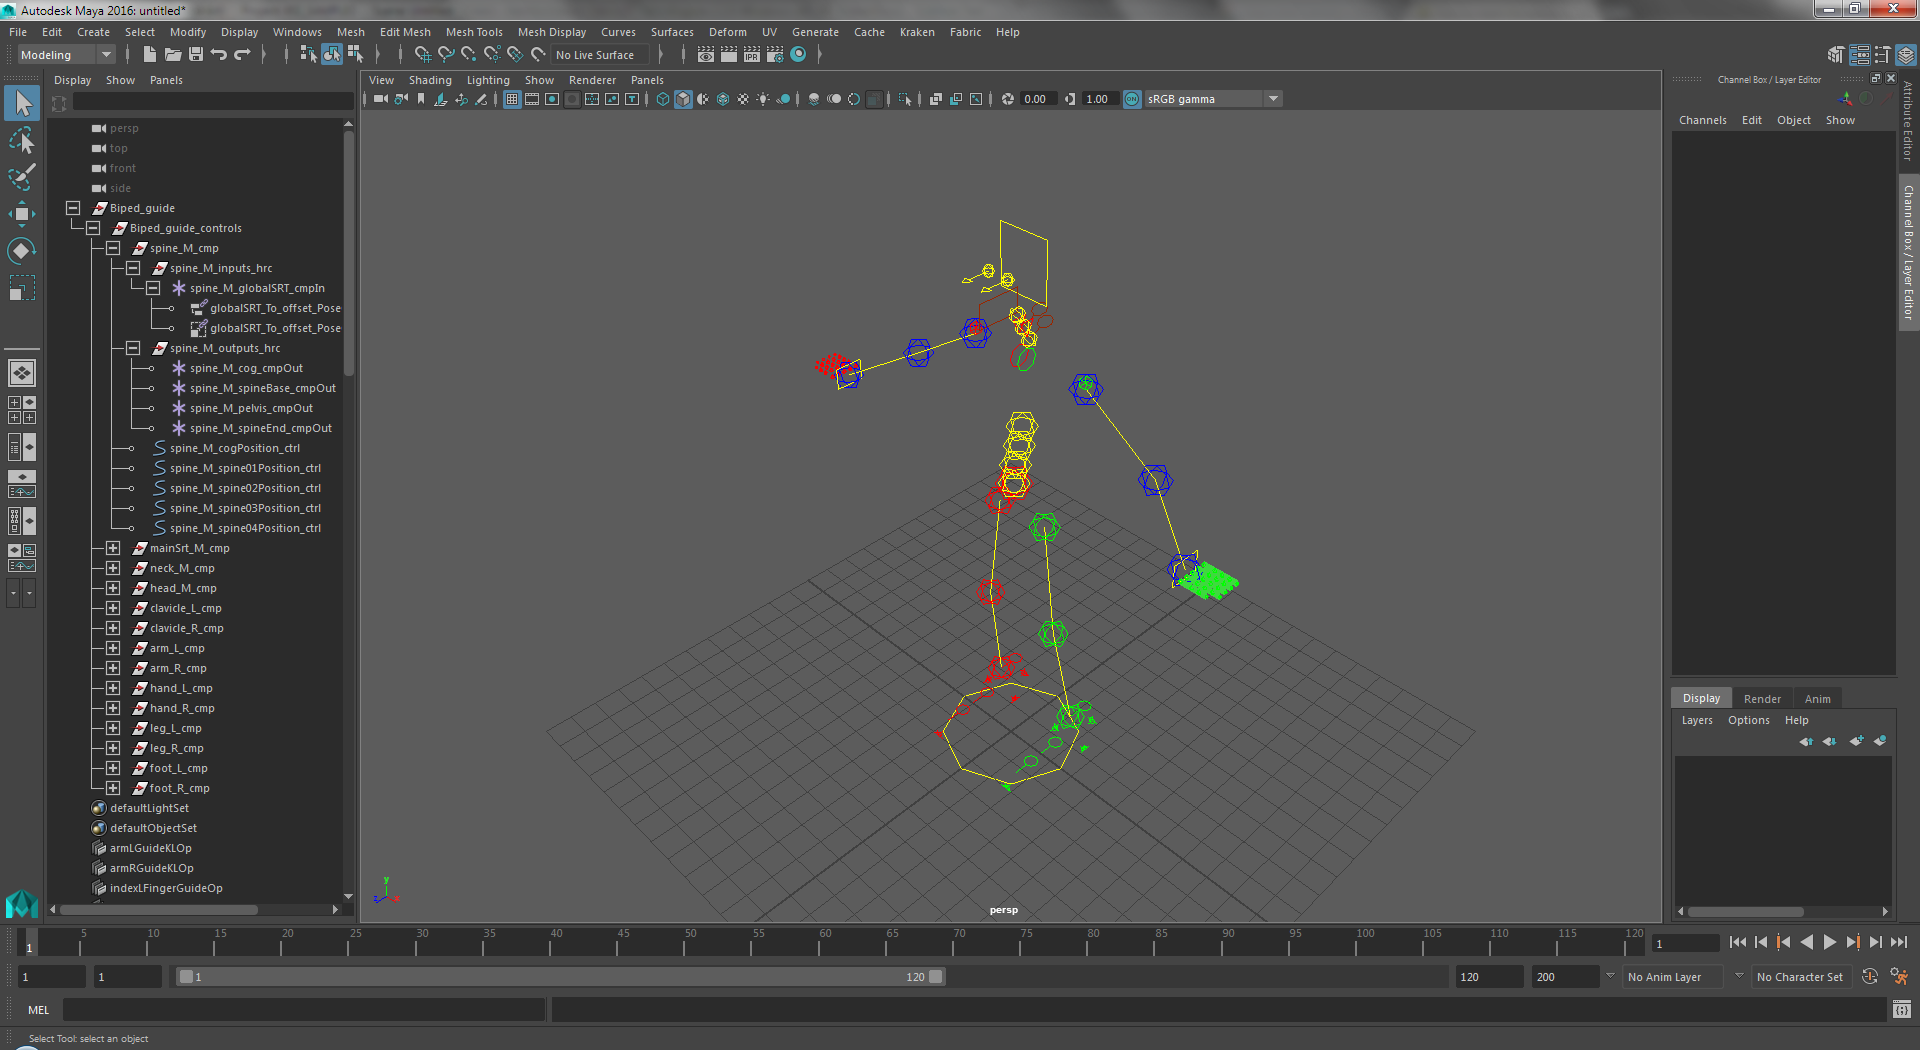 Autodesk Maya 2016: untitled*
File Edit Create Select Modify Display Windows Mesh Edit Mesh Mesh Tools Mesh Display Curves Surfaces Deform UV Generate Cache Kraken Fabric Help
Modeling No Live Surface IPR
Display Show Panels
View Shading Lighting Show Renderer Panels
0.00 1.00 ON sRGB gamma
Channel Box / Layer Editor
Channels Edit Object Show
Attribute Editor
Channel Box / Layer Editor
persp
top
front
side
Biped_guide
Biped_guide_controls
spine_M_cmp
spine_M_inputs_hrc
spine_M_globalSRT_cmpIn
globalSRT_To_offset_Pose
globalSRT_To_offset_Pose
spine_M_outputs_hrc
spine_M_cog_cmpOut
spine_M_spineBase_cmpOut
spine_M_pelvis_cmpOut
spine_M_spineEnd_cmpOut
spine_M_cogPosition_ctrl
spine_M_spine01Position_ctrl
spine_M_spine02Position_ctrl
spine_M_spine03Position_ctrl
spine_M_spine04Position_ctrl
mainSrt_M_cmp
neck_M_cmp
head_M_cmp
clavicle_L_cmp
clavicle_R_cmp
arm_L_cmp
arm_R_cmp
hand_L_cmp
hand_R_cmp
leg_L_cmp
leg_R_cmp
foot_L_cmp
foot_R_cmp
defaultLightSet
defaultObjectSet
armLGuideKLOp
armRGuideKLOp
indexLFingerGuideOp
y
z x
persp
Display Render Anim
Layers Options Help
1 5 10 15 20 25 30 35 40 45 50 55 60 65 70 75 80 85 90 95 100 105 110 115 120 1
1 1 1 120 120 200 No Anim Layer No Character Set
MEL
Select Tool: select an object